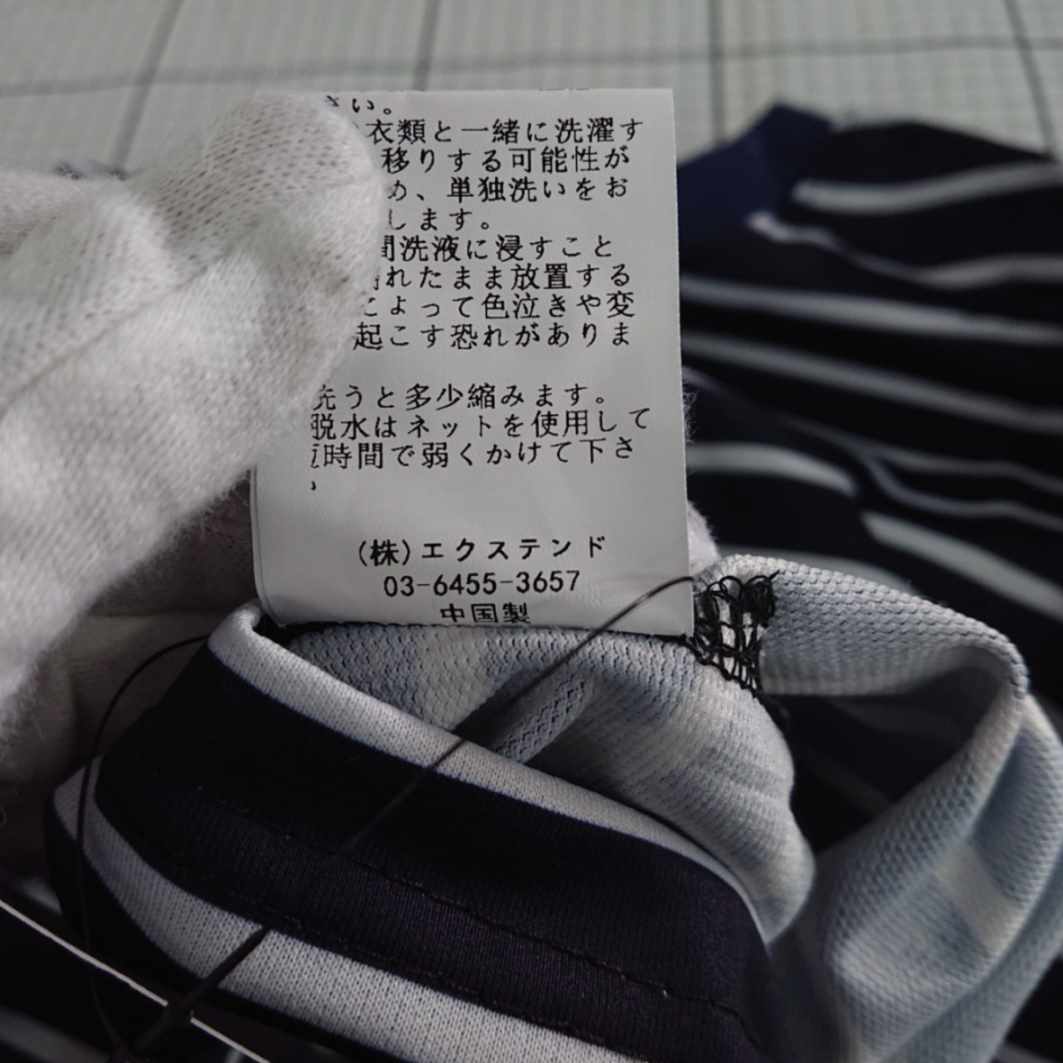 さい。
衣類と一緒に洗濯す
移りする可能性が
め、単独洗いをお
します。
間洗液に浸すこと
れたまま放置する
によって色泣きや変
起こす恐れがありま
洗うと多少縮みます。
脱水はネットを使用して
短時間で弱くかけて下さ
(株)エクステンド
03-6455-3657
中国製